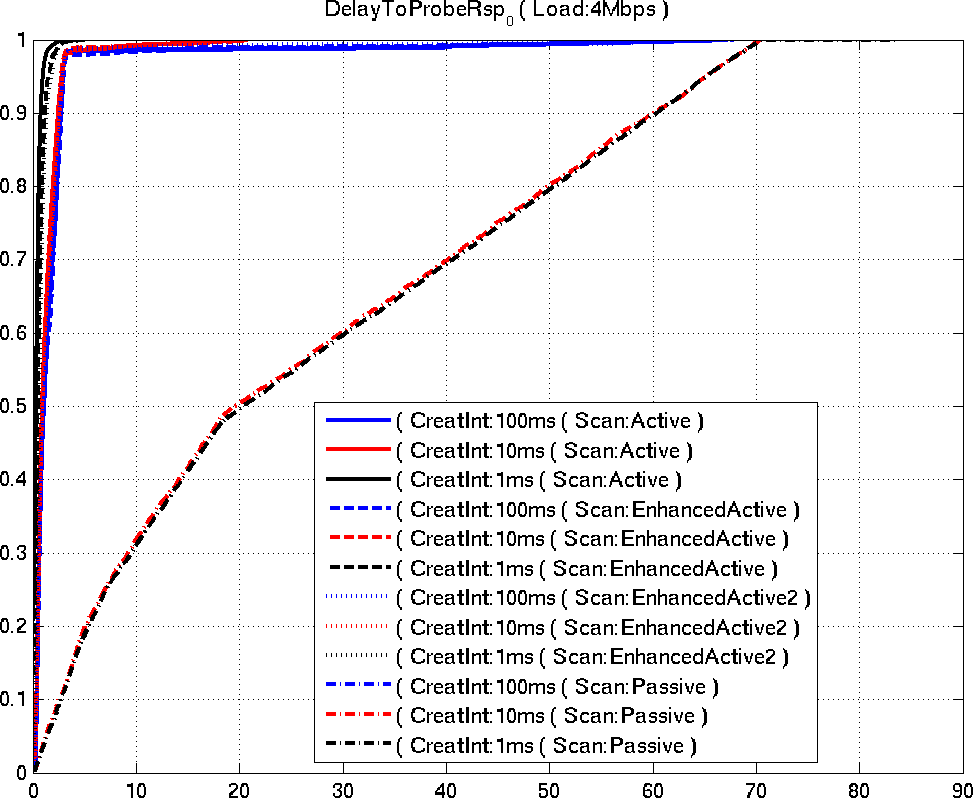 DelayToProbeRsp0 ( Load:4Mbps )
1
0.9
0.8
0.7
0.6
0.5
0.4
0.3
0.2
0.1
0
( CreatInt:100ms ( Scan:Active )
( CreatInt:10ms ( Scan:Active )
( CreatInt:1ms ( Scan:Active )
( CreatInt:100ms ( Scan:EnhancedActive )
( CreatInt:10ms ( Scan:EnhancedActive )
( CreatInt:1ms ( Scan:EnhancedActive )
( CreatInt:100ms ( Scan:EnhancedActive2 )
( CreatInt:10ms ( Scan:EnhancedActive2 )
( CreatInt:1ms ( Scan:EnhancedActive2 )
( CreatInt:100ms ( Scan:Passive )
( CreatInt:10ms ( Scan:Passive )
( CreatInt:1ms ( Scan:Passive )
0 10 20 30 40 50 60 70 80 90